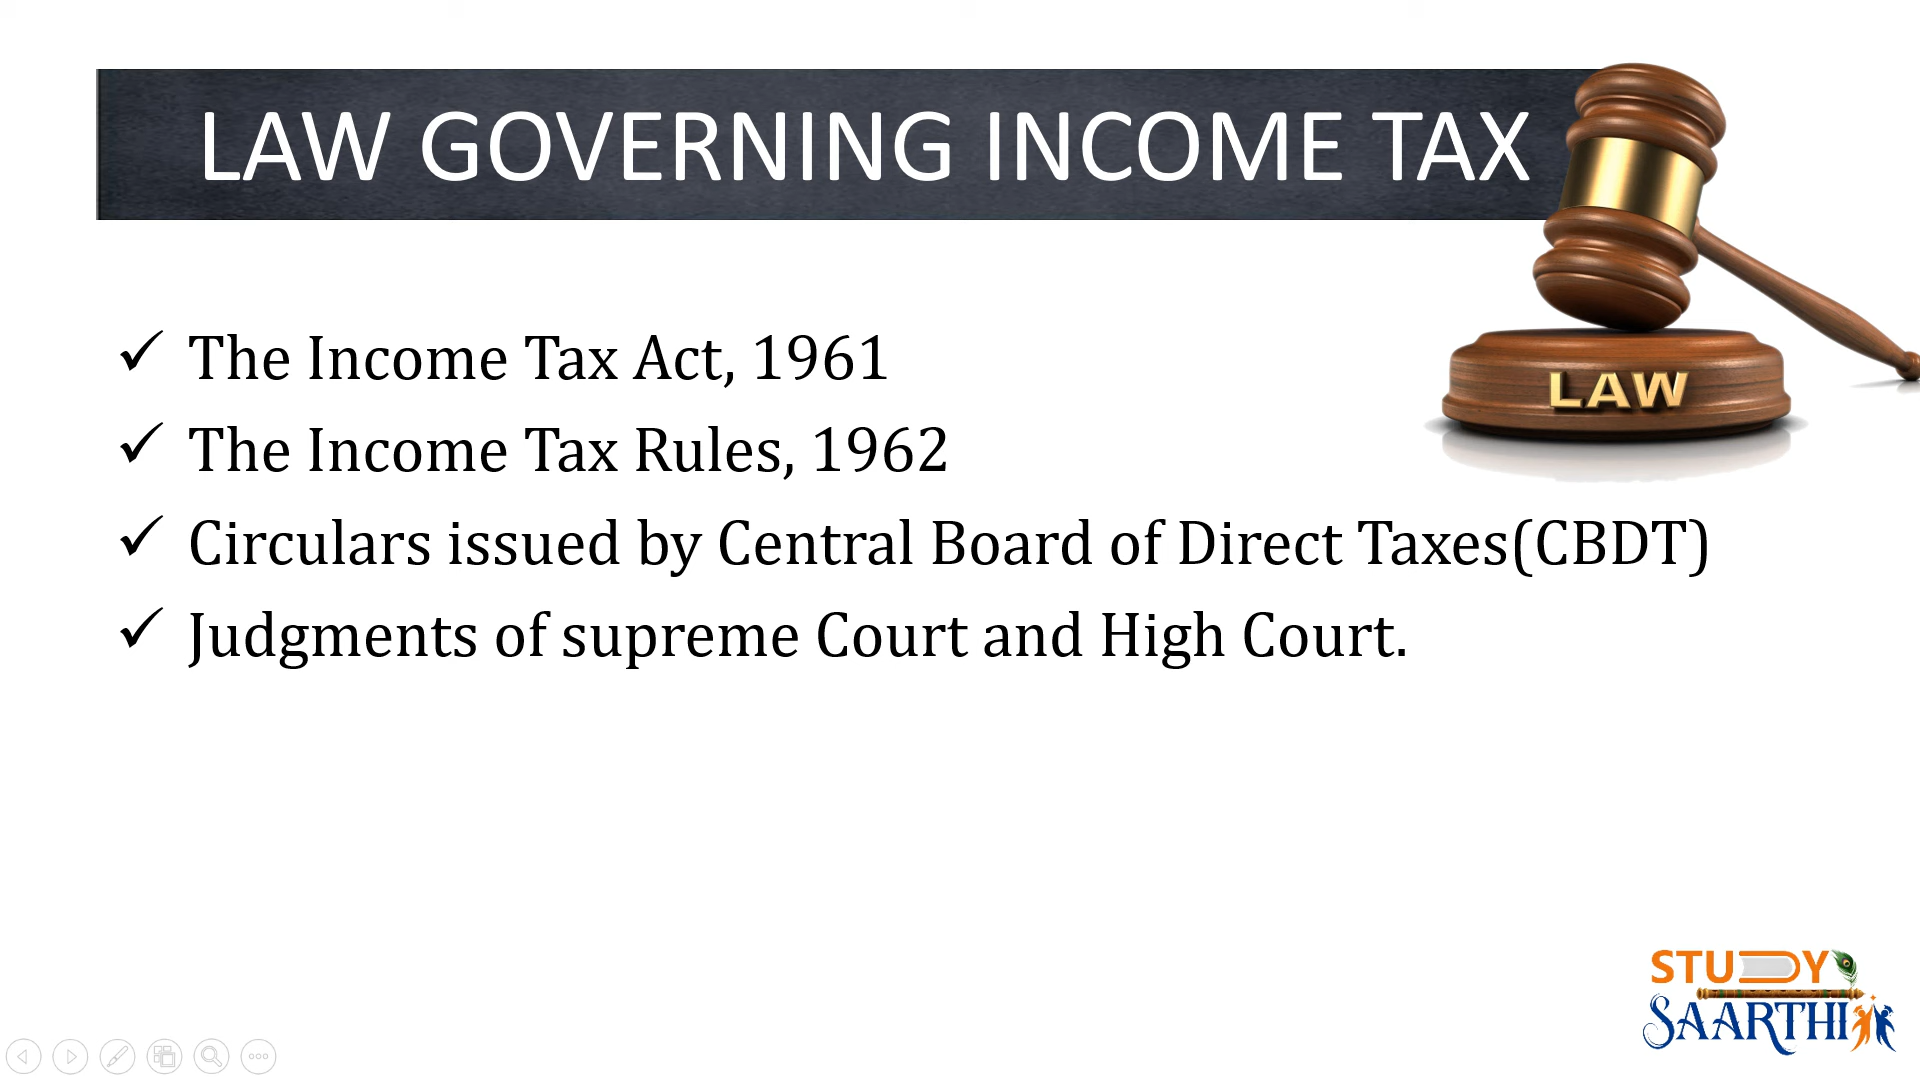 LAW GOVERNING INCOME TAX
LAW
✓ The Income Tax Act, 1961
✓ The Income Tax Rules, 1962
✓ Circulars issued by Central Board of Direct Taxes(CBDT)
✓ Judgments of supreme Court and High Court.
STUDY
SAARTHI